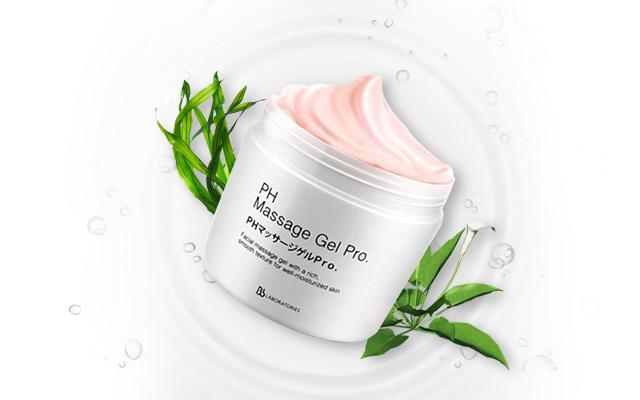 PH
Massage Gel Pro.
PHマッサージゲルPro.
Facial massage gel with a rich,
smooth texture for well-moisturized skin
Bb LABORATORIES